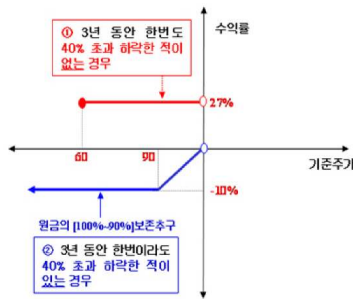 수익률
① 3년 동안 한번도
40% 초과 하락한 적이
없는 경우
27%
60
90
기준주가
-10%
원금의 [100%~90%]보존추구
② 3년 동안 한번이라도
40% 초과 하락한 적이
있는 경우